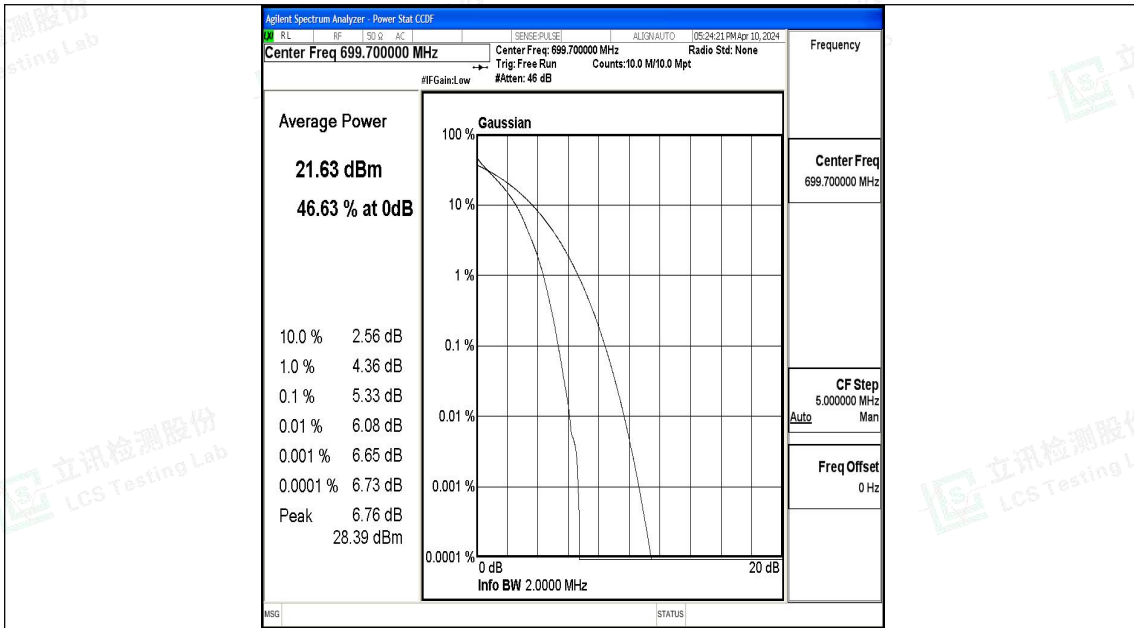 Agilent Spectrum Analyzer - Power Stat CCDF
RL RF 50 Ω AC SENSE:PULSE ALIGN AUTO 05:24:21 PM Apr 10, 2024
Center Freq 699.700000 MHz
Center Freq: 699.700000 MHz Radio Std: None
Trig: Free Run Counts:10.0 M/10.0 Mpt
#IFGain:Low #Atten: 46 dB
Frequency
Average Power
21.63 dBm
46.63 % at 0dB
10.0 % 2.56 dB
1.0 % 4.36 dB
0.1 % 5.33 dB
0.01 % 6.08 dB
0.001 % 6.65 dB
0.0001 % 6.73 dB
Peak 6.76 dB
28.39 dBm
Gaussian
100 %
10 %
1 %
0.1 %
0.01 %
0.001 %
0.0001 %
0 dB 20 dB
Info BW 2.0000 MHz
Center Freq
699.700000 MHz
CF Step
5.000000 MHz
Auto Man
Freq Offset
0 Hz
MSG STATUS
立讯检测股份
LCS Testing Lab
立讯检测股份
LCS Testing L